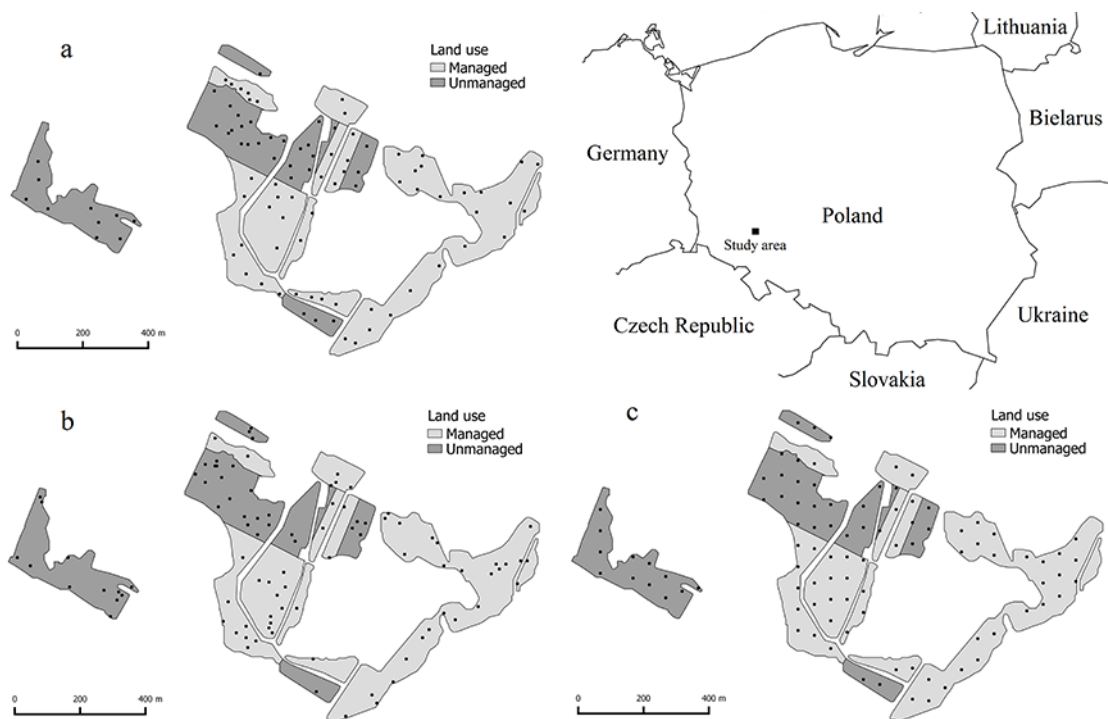 a
Land use
Managed
Unmanaged
0 200 400 m
Lithuania
Bielarus
Germany
Poland
Study area
Ukraine
Czech Republic
Slovakia
b
Land use
Managed
Unmanaged
0 200 400 m
c
Land use
Managed
Unmanaged
0 200 400 m